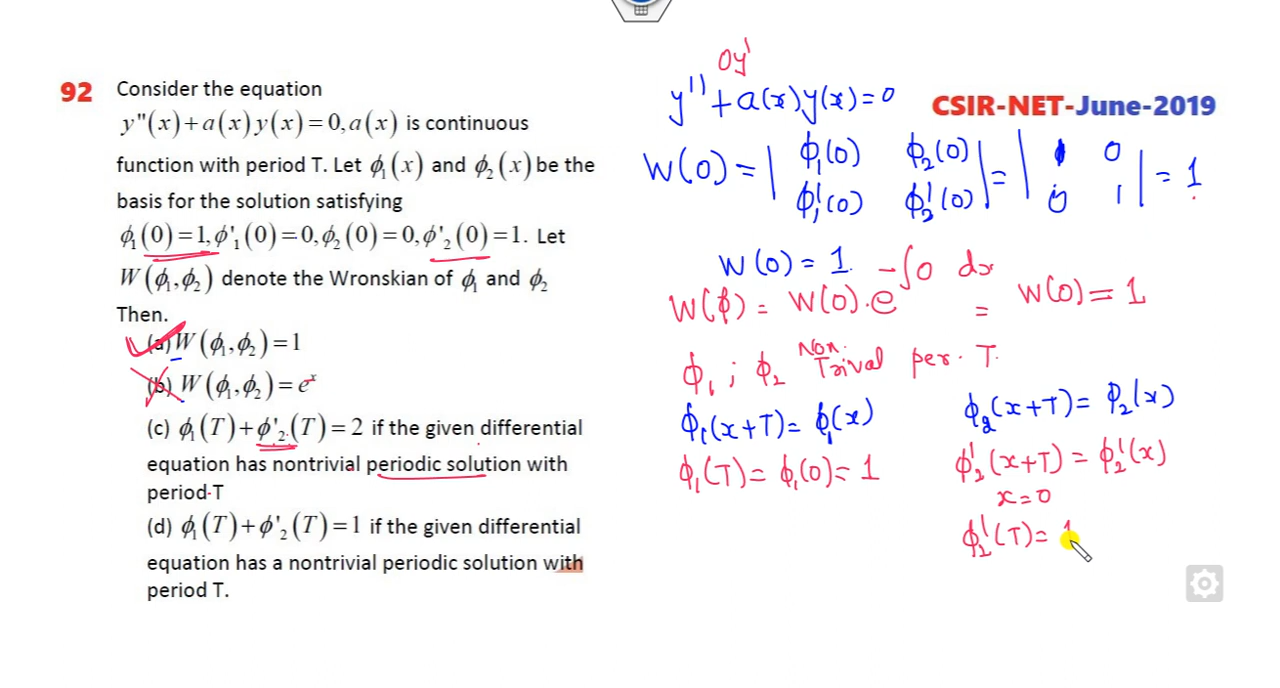 92 Consider the equation
y"(x)+a(x)y(x)=0, a(x) is continuous
function with period T. Let ϕ₁(x) and ϕ₂(x) be the
basis for the solution satisfying
ϕ₁(0)=1, ϕ'₁(0)=0, ϕ₂(0)=0, ϕ'₂(0)=1. Let
W(ϕ₁,ϕ₂) denote the Wronskian of ϕ₁ and ϕ₂
Then.
(a) W(ϕ₁,ϕ₂)=1
(b) W(ϕ₁,ϕ₂)=eˣ
(c) ϕ₁(T)+ϕ'₂(T)=2 if the given differential
equation has nontrivial periodic solution with
period T
(d) ϕ₁(T)+ϕ'₂(T)=1 if the given differential
equation has a nontrivial periodic solution with
period T.
CSIR-NET-June-2019
0y'
y''+a(x)y(x)=0
W(0) = | ϕ₁(0) ϕ₂(0) | = | 1 0 | = 1
| ϕ₁'(0) ϕ₂'(0) | | 0 1 |
W(0) = 1.
W(ϕ) = W(0).e^(-∫0 dx) = W(0) = 1
ϕ₁ ; ϕ₂ Non. Trival per. T.
ϕ₁(x+T) = ϕ₁(x)
ϕ₁(T) = ϕ₁(0) = 1
ϕ₂(x+T) = ϕ₂(x)
ϕ₂'(x+T) = ϕ₂'(x)
x=0
ϕ₂'(T) = 1